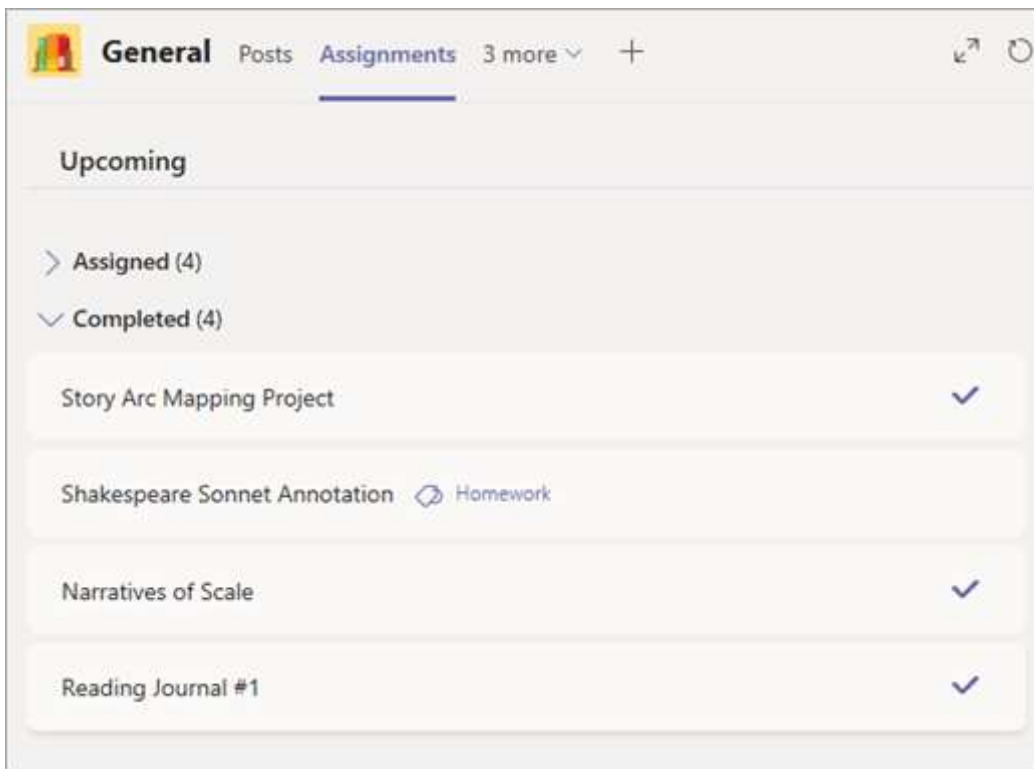 General Posts Assignments 3 more
Upcoming
Assigned (4)
Completed (4)
Story Arc Mapping Project
Shakespeare Sonnet Annotation Homework
Narratives of Scale
Reading Journal #1